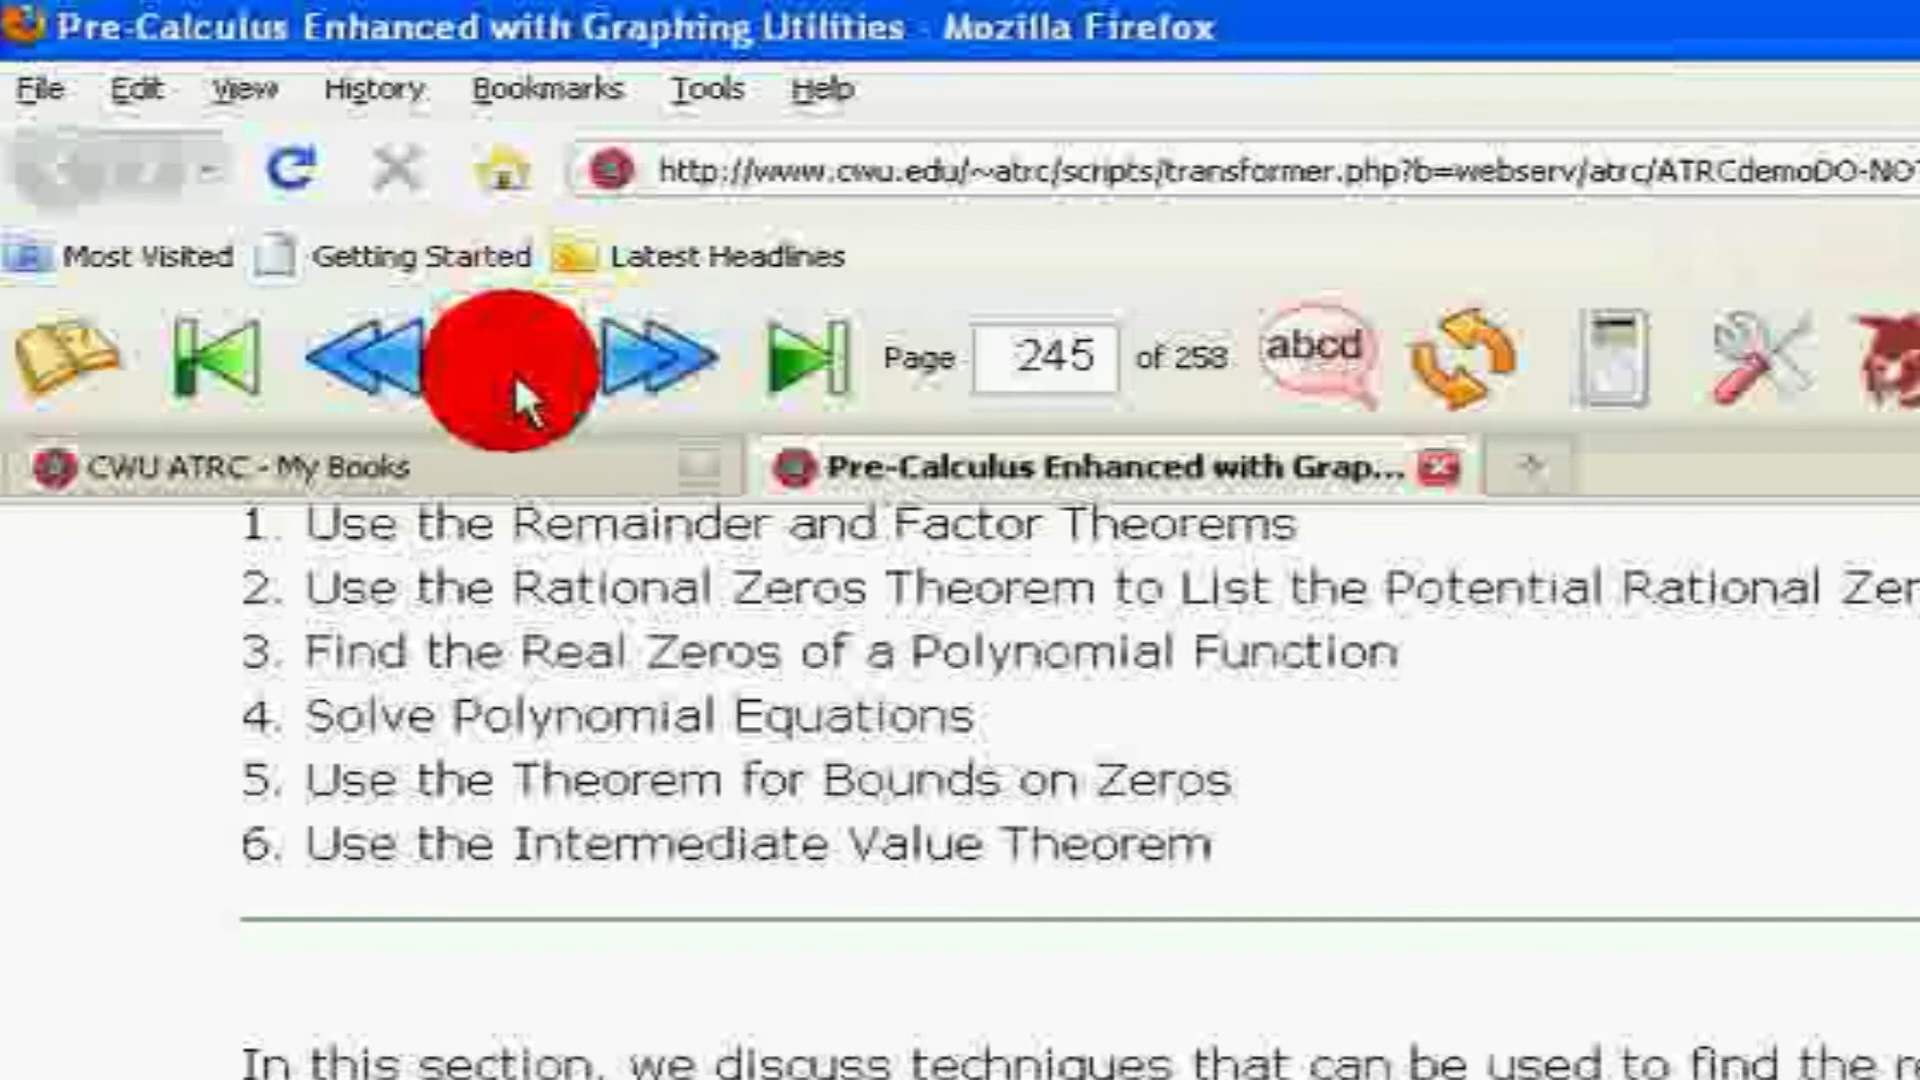 Pre-Calculus Enhanced with Graphing Utilities - Mozilla Firefox
File Edit View History Bookmarks Tools Help
http://www.cwu.edu/~atrc/scripts/transformer.php?b=webserv/atrc/ATRCdemoDO-NO
Most Visited Getting Started Latest Headlines
Page 245 of 258 abcd
CWU ATRC - My Books Pre-Calculus Enhanced with Grap...
1. Use the Remainder and Factor Theorems
2. Use the Rational Zeros Theorem to List the Potential Rational Zer
3. Find the Real Zeros of a Polynomial Function
4. Solve Polynomial Equations
5. Use the Theorem for Bounds on Zeros
6. Use the Intermediate Value Theorem
In this section, we discuss techniques that can be used to find the r